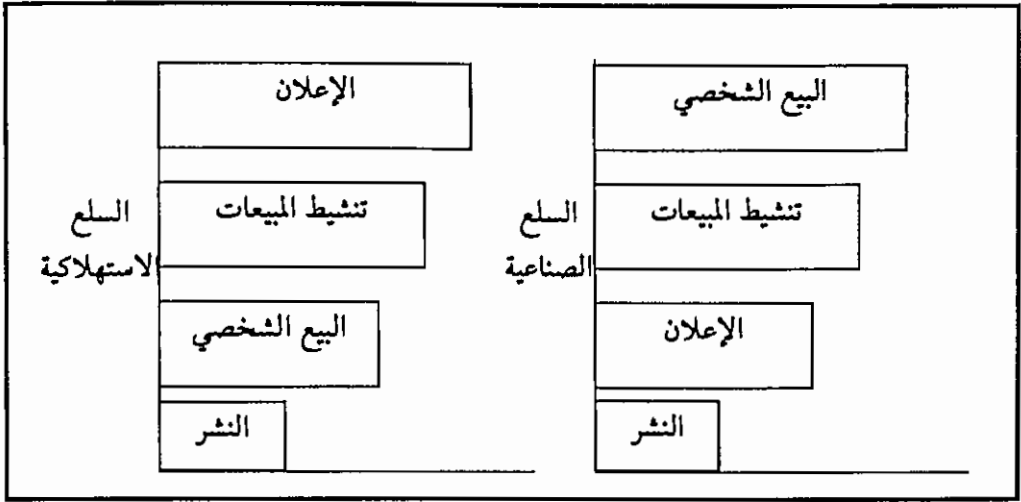 البيع الشخصي
تنشيط المبيعات
السلع
الصناعية
الإعلان
النشر
الإعلان
تنشيط المبيعات
السلع
الاستهلاكية
البيع الشخصي
النشر